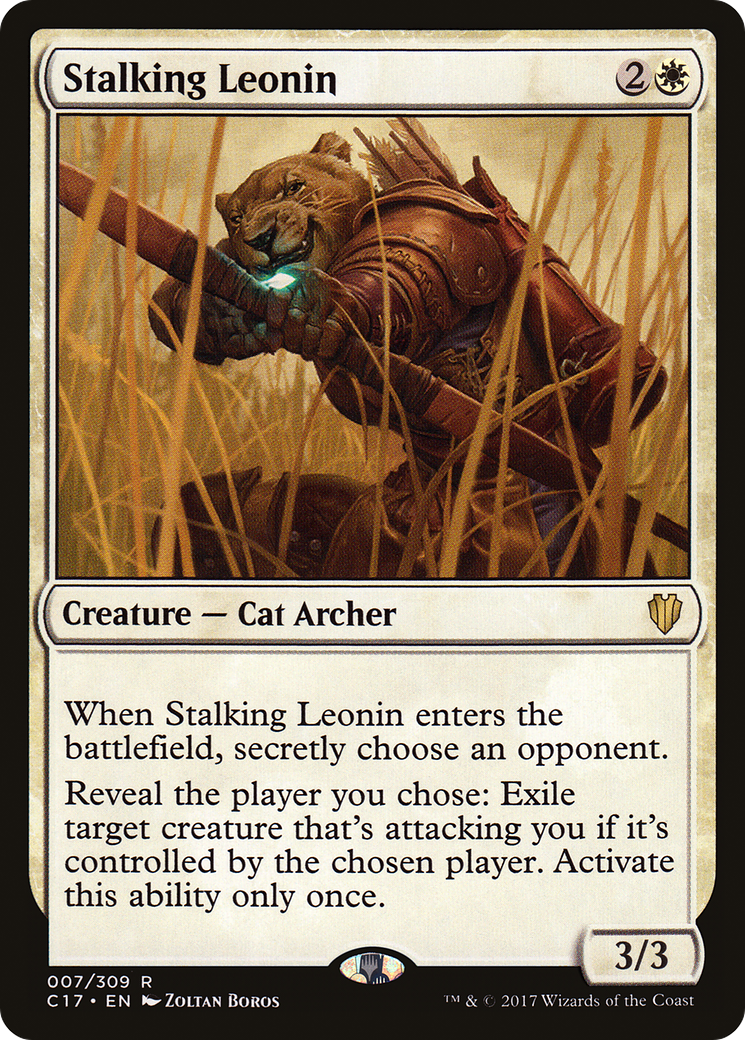 Stalking Leonin 2
Creature — Cat Archer
When Stalking Leonin enters the
battlefield, secretly choose an opponent.
Reveal the player you chose: Exile
target creature that's attacking you if it's
controlled by the chosen player. Activate
this ability only once.
3/3
007/309 R
C17 • EN Zoltan Boros
™ & © 2017 Wizards of the Coast